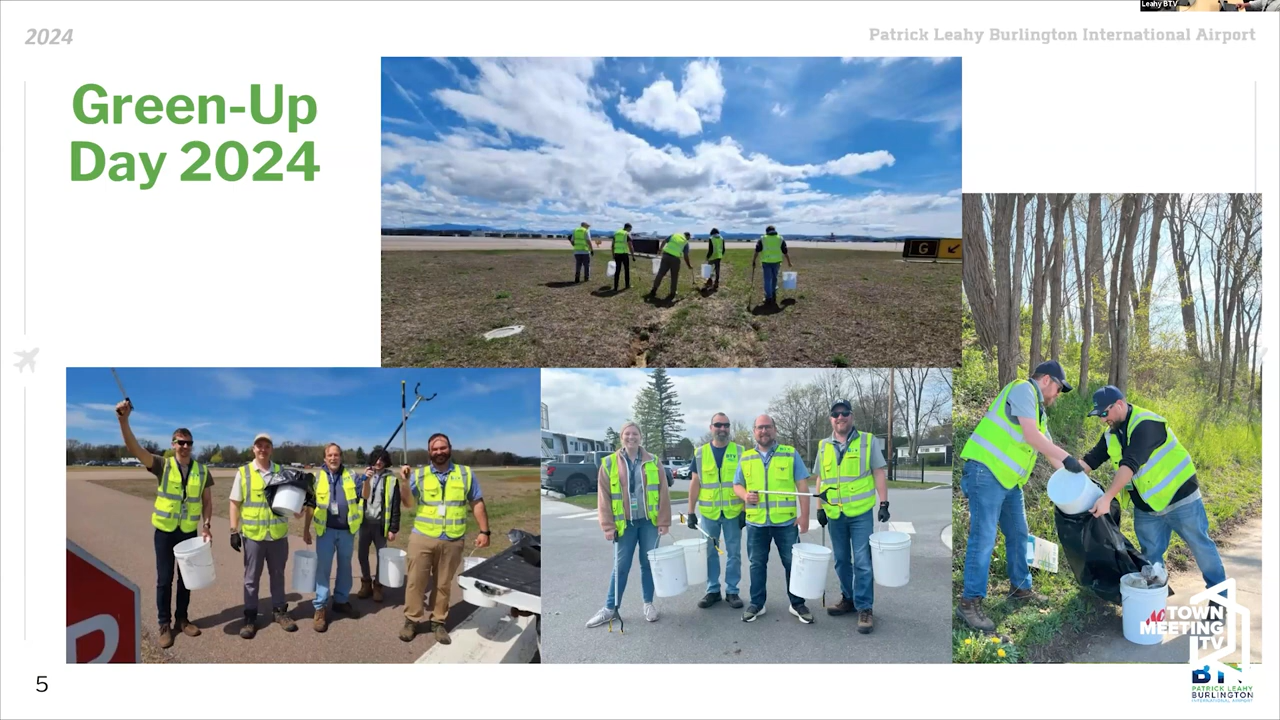 Leahy BTV
2024
Patrick Leahy Burlington International Airport
Green-Up
Day 2024
G
BTV
TOWN
MEETING
TV
PATRICK LEAHY
BURLINGTON
INTERNATIONAL AIRPORT
5